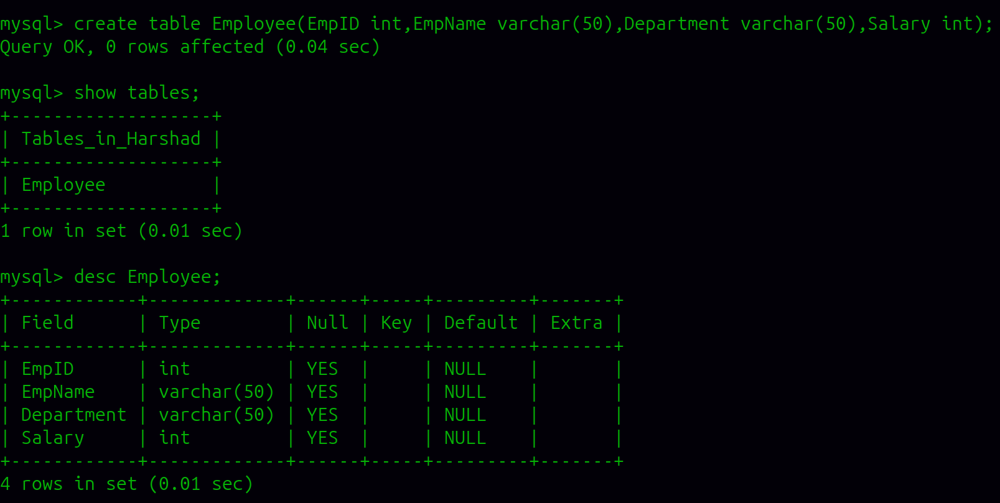 mysql> create table Employee(EmpID int,EmpName varchar(50),Department varchar(50),Salary int);
Query OK, 0 rows affected (0.04 sec)

mysql> show tables;
+-------------------+
| Tables_in_Harshad |
+-------------------+
| Employee          |
+-------------------+
1 row in set (0.01 sec)

mysql> desc Employee;
+------------+-------------+------+-----+---------+-------+
| Field      | Type        | Null | Key | Default | Extra |
+------------+-------------+------+-----+---------+-------+
| EmpID      | int         | YES  |     | NULL    |       |
| EmpName    | varchar(50) | YES  |     | NULL    |       |
| Department | varchar(50) | YES  |     | NULL    |       |
| Salary     | int         | YES  |     | NULL    |       |
+------------+-------------+------+-----+---------+-------+
4 rows in set (0.01 sec)